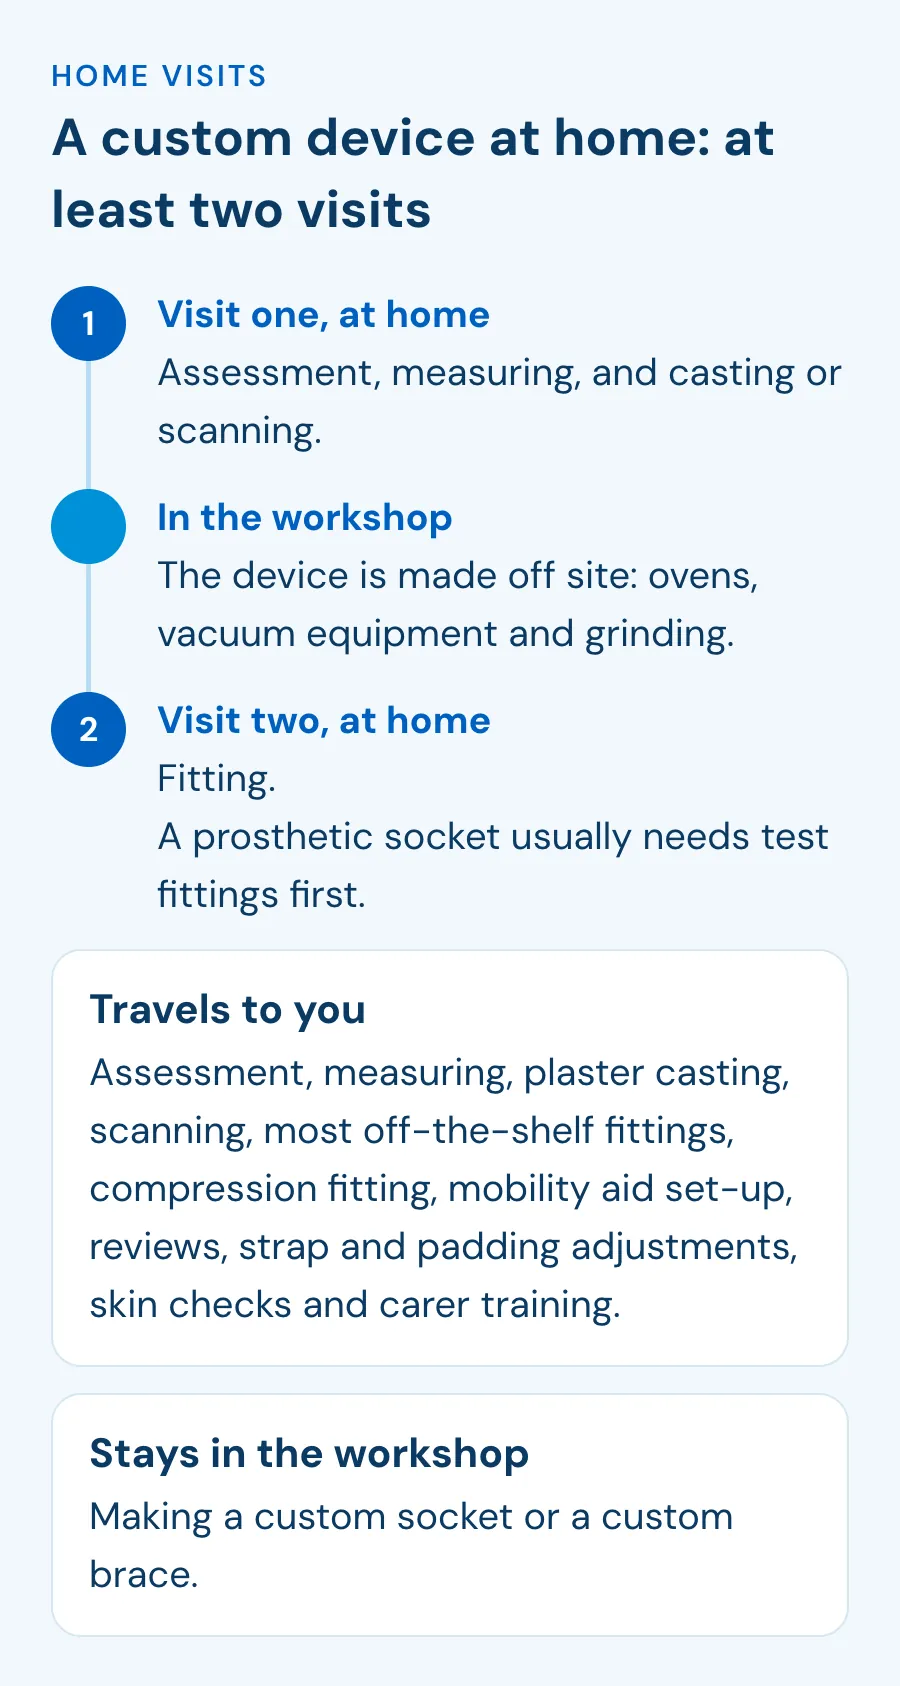 HOME VISITS
A custom device at home: at
least two visits
1
Visit one, at home
Assessment, measuring, and casting or
scanning.
In the workshop
The device is made off site: ovens,
vacuum equipment and grinding.
2
Visit two, at home
Fitting.
A prosthetic socket usually needs test
fittings first.
Travels to you
Assessment, measuring, plaster casting,
scanning, most off-the-shelf fittings,
compression fitting, mobility aid set-up,
reviews, strap and padding adjustments,
skin checks and carer training.
Stays in the workshop
Making a custom socket or a custom
brace.